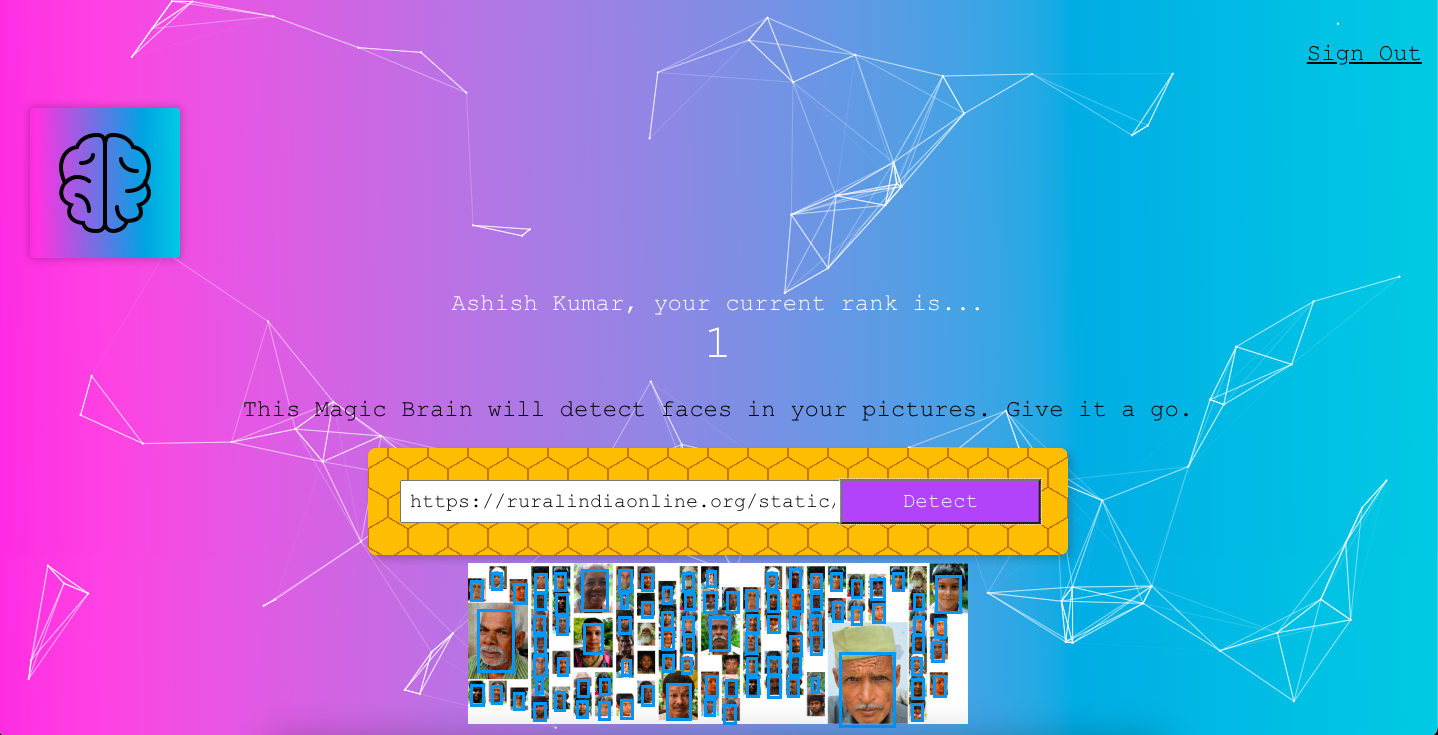 Sign Out
Ashish Kumar, your current rank is...
1
This Magic Brain will detect faces in your pictures. Give it a go.
https://ruralindiaonline.org/static/
Detect